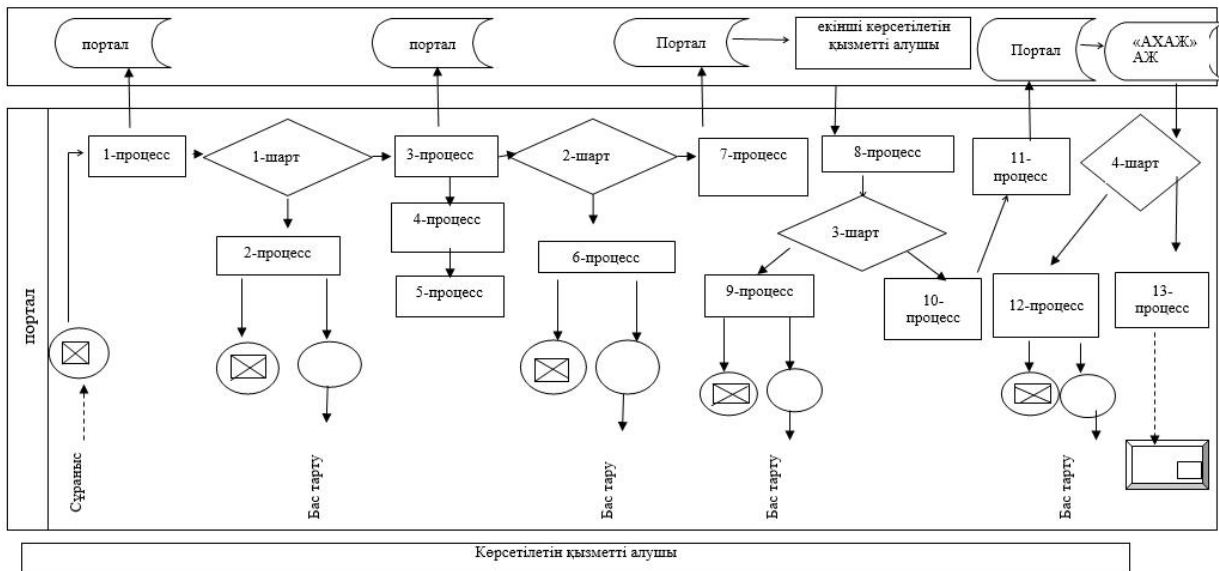 портал
портал
Портал
екінші көрсетілетін
қызметті алушы
Портал
«АХАЖ»
АЖ
портал
1-процесс
1-шарт
3-процесс
2-шарт
7-процесс
8-процесс
11-
процесс
4-шарт
4-процесс
2-процесс
3-шарт
6-процесс
5-процесс
9-процесс
10-
процесс
12-процесс
13-
процесс
Сұраныс
Бас тарту
Бас тарту
Бас тарту
Бас тарту
Көрсетілетін қызметті алушы